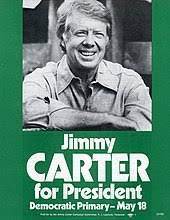 Jimmy
CARTER
for President
Democratic Primary—May 18